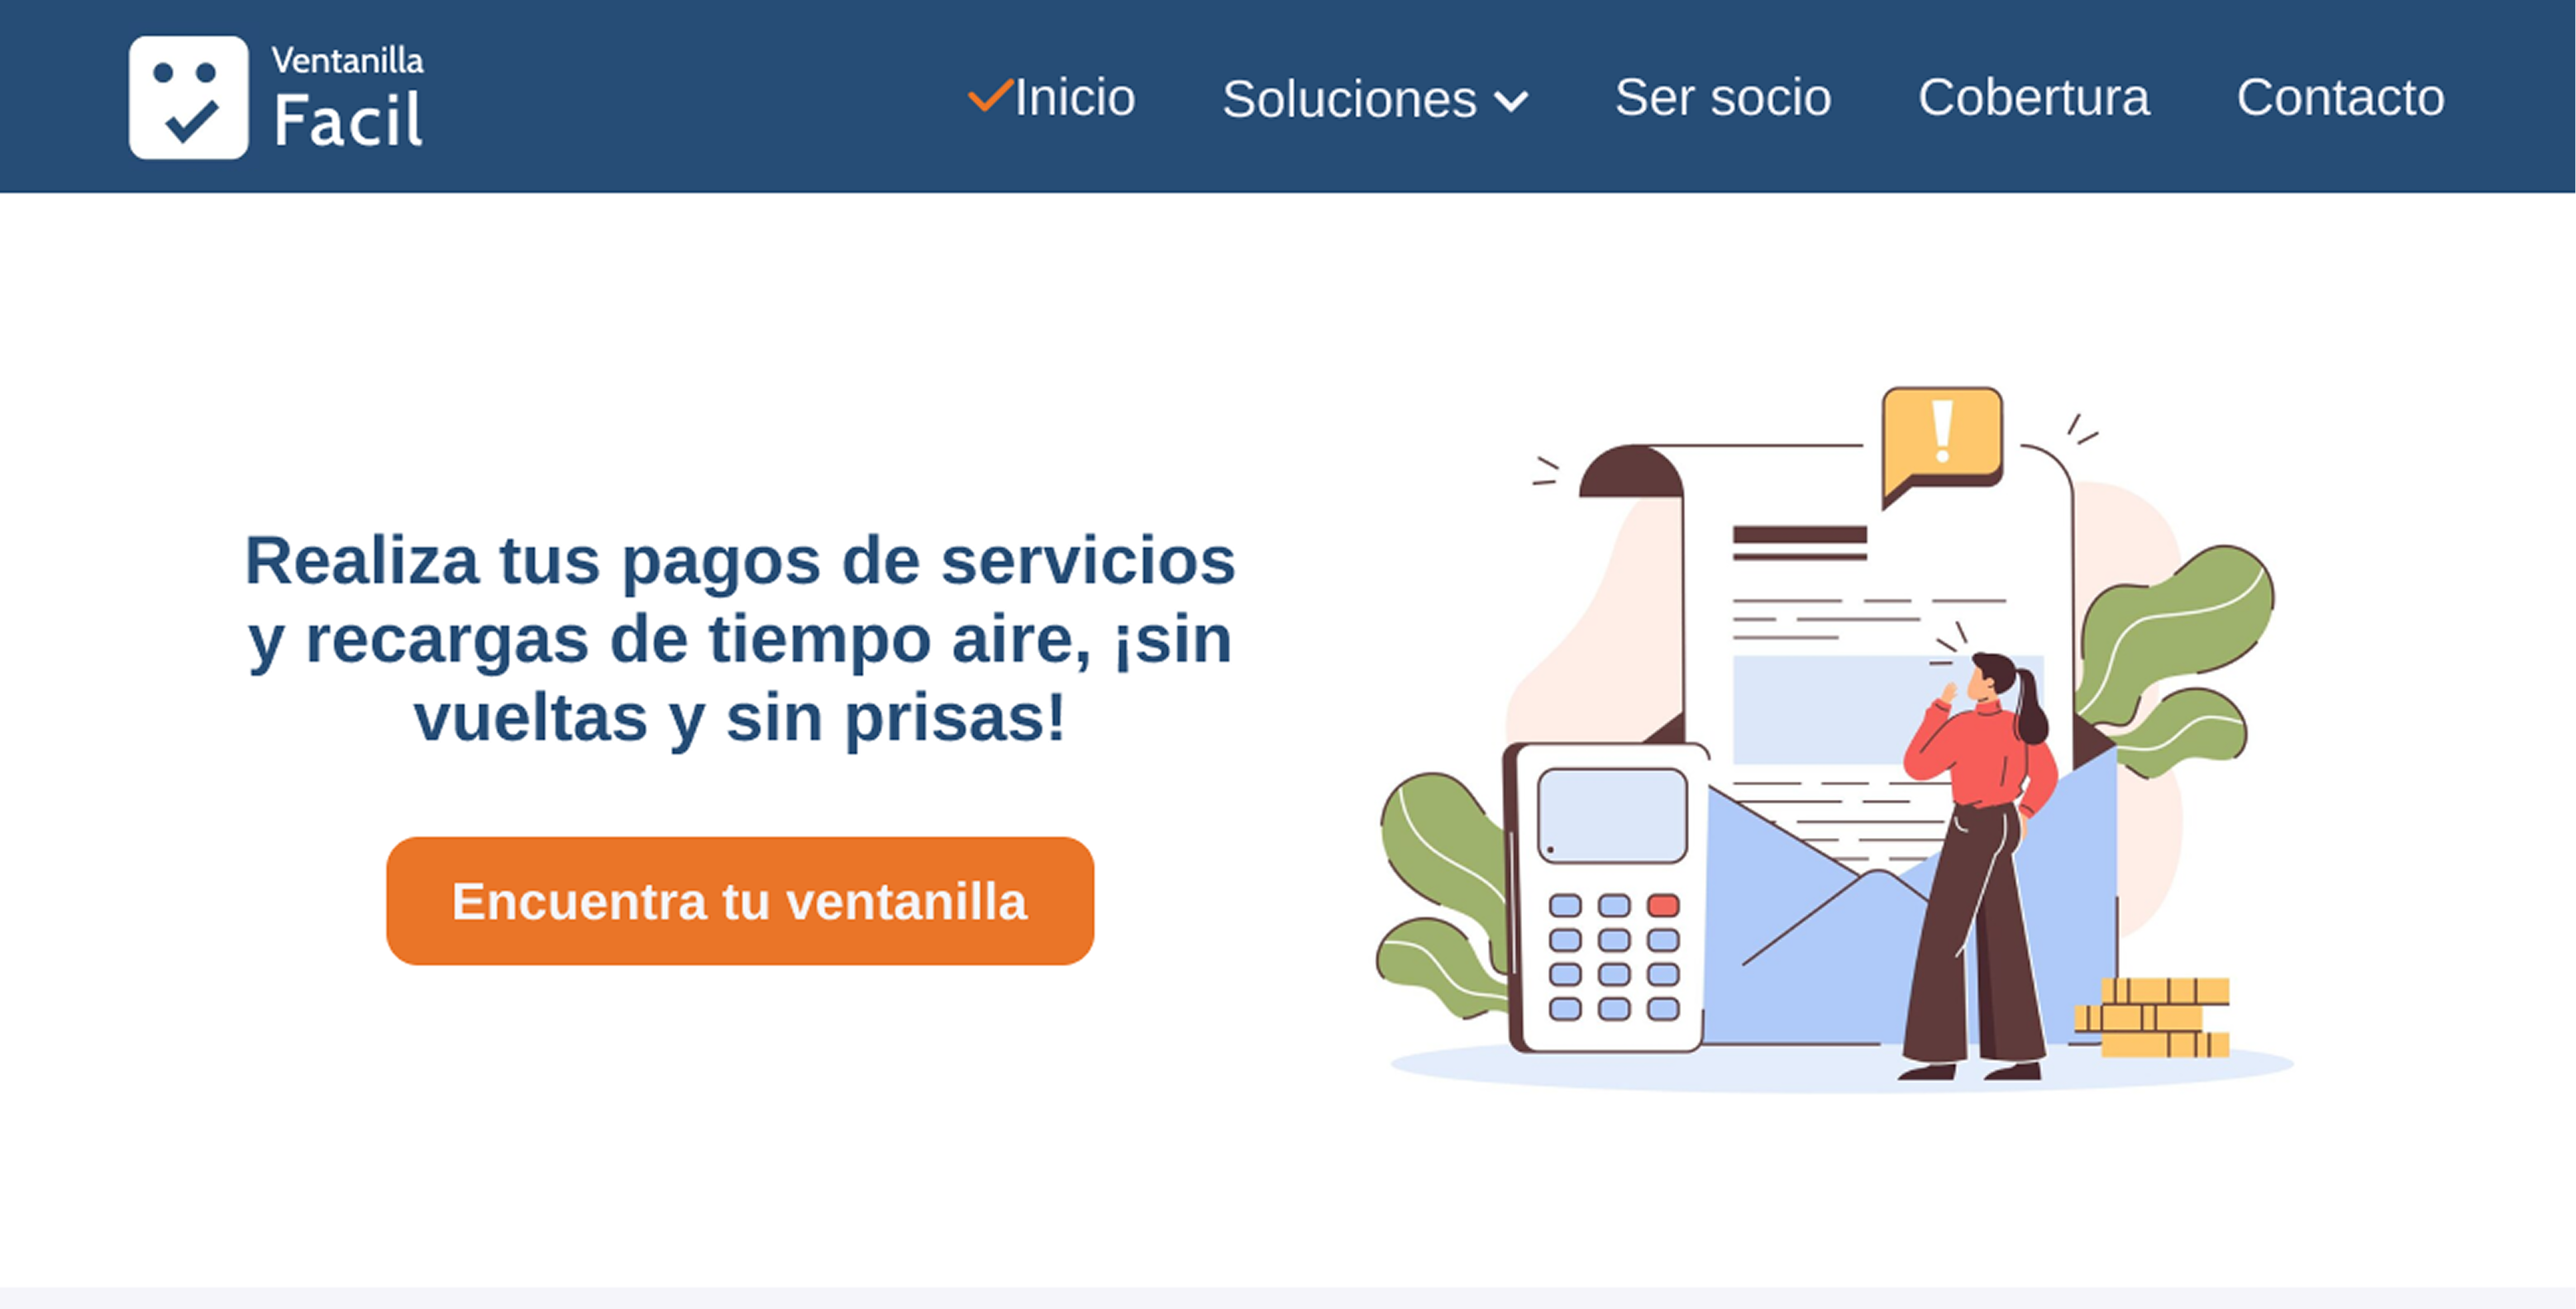 Ventanilla
Facil
Inicio
Soluciones
Ser socio
Cobertura
Contacto
!
Realiza tus pagos de servicios
y recargas de tiempo aire, ¡sin
vueltas y sin prisas!
Encuentra tu ventanilla